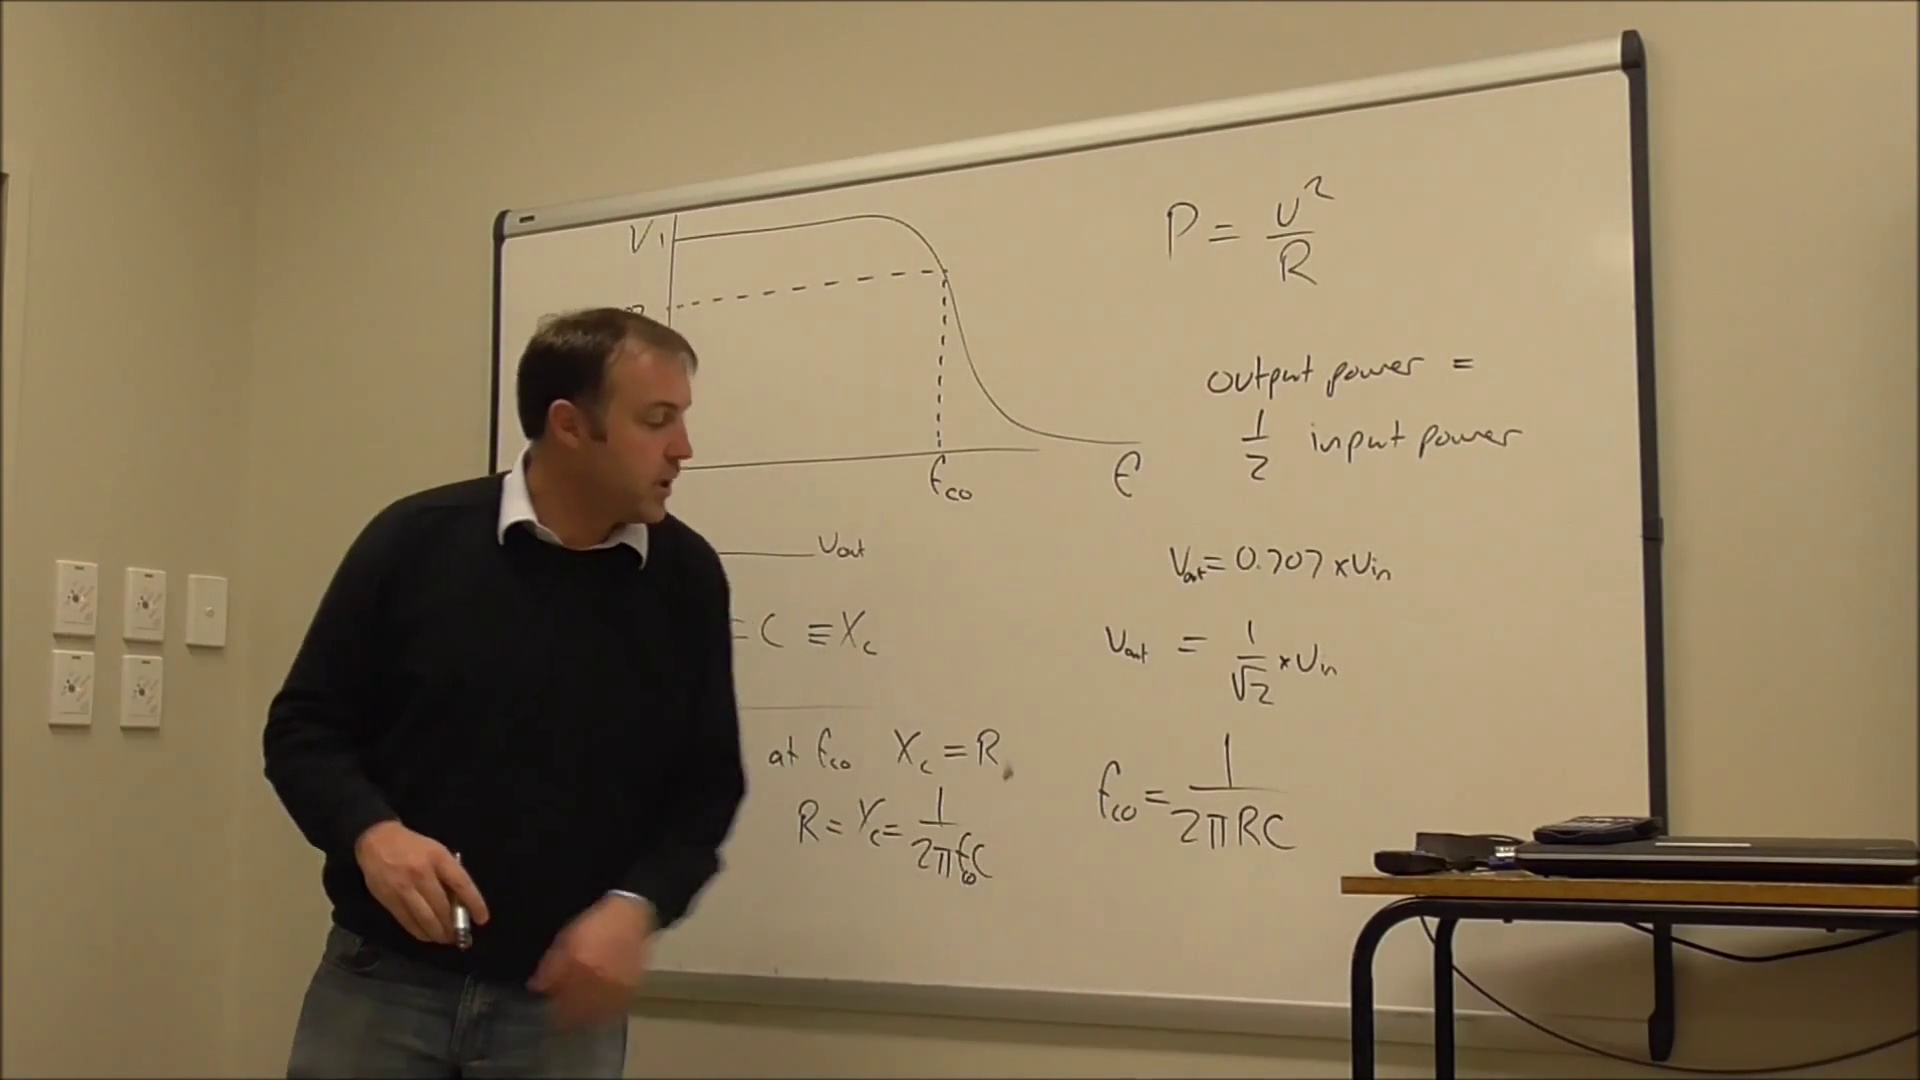 V1
fco
f
Vout
= C ≡ Xc
at fco Xc = R
R = Xc = 1/2πfcoC
P = V²/R
output power =
1/2 input power
Vout = 0.707 × Vin
Vout = 1/√2 × Vin
fco = 1/2πRC